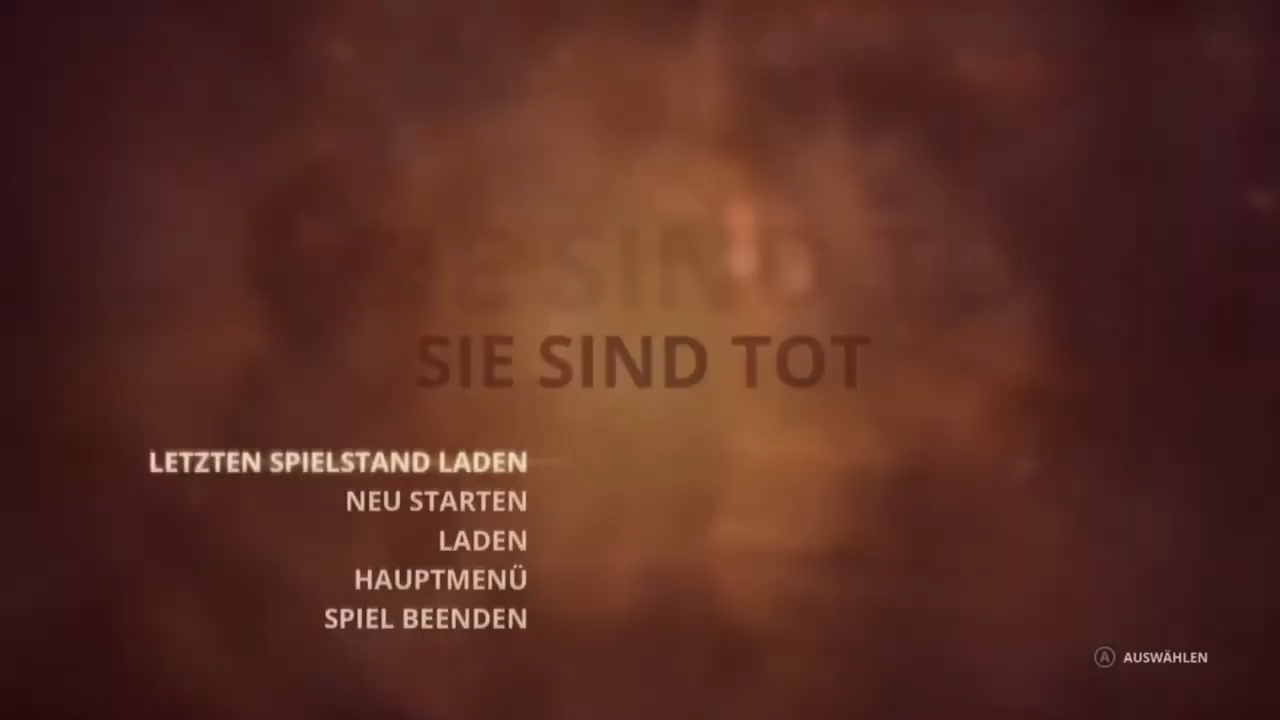 SIE SIND TOT
LETZTEN SPIELSTAND LADEN
NEU STARTEN
LADEN
HAUPTMENÜ
SPIEL BEENDEN
A AUSWÄHLEN